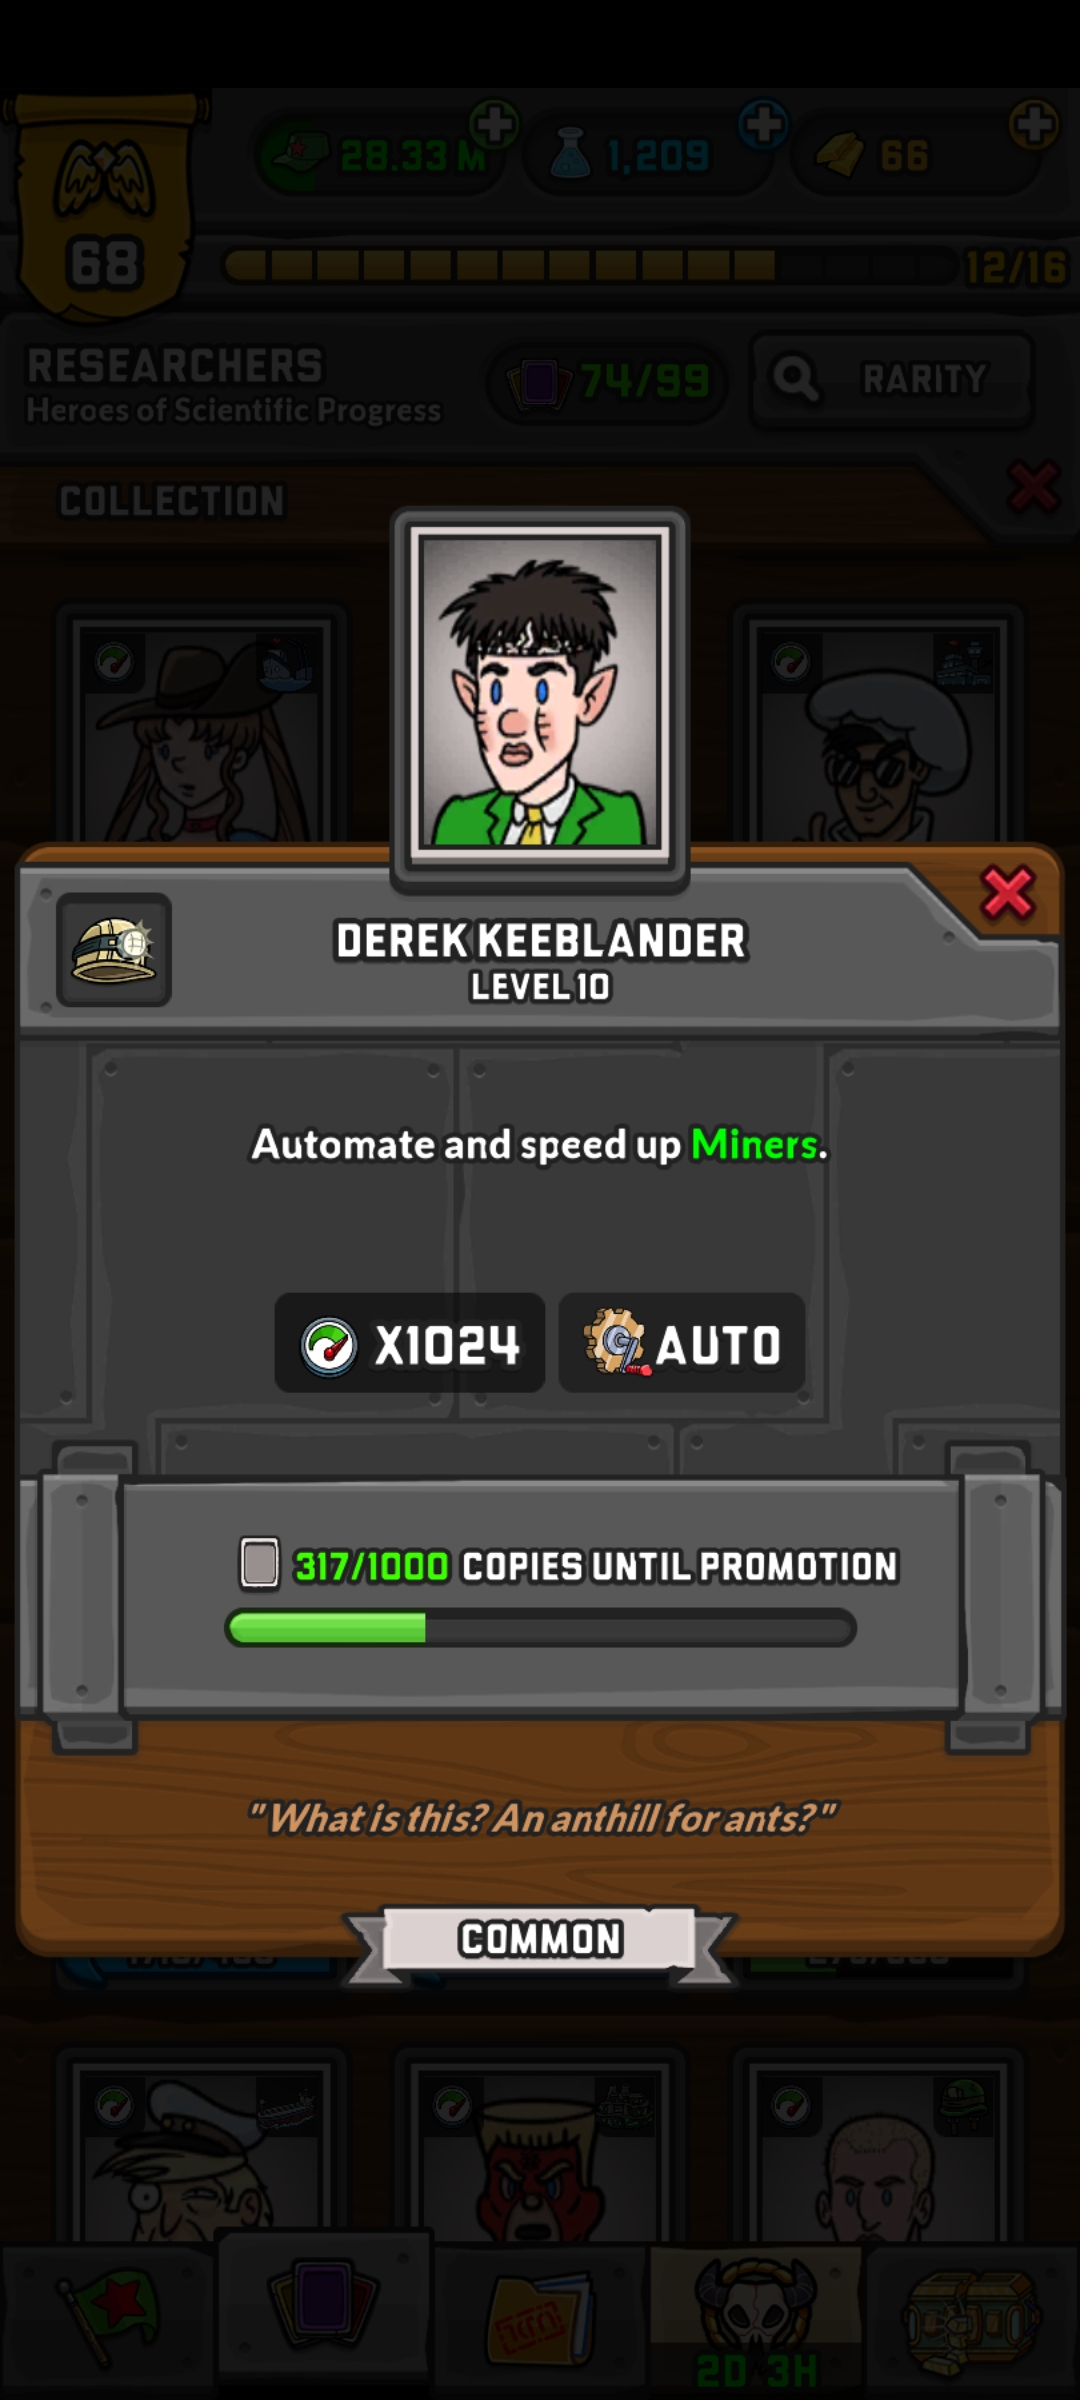 28.33 M
1,209
66
68
12/16
RESEARCHERS
Heroes of Scientific Progress
74/99
RARITY
COLLECTION
DEREK KEEBLANDER
LEVEL 10
Automate and speed up Miners.
X1024
AUTO
317/1000 COPIES UNTIL PROMOTION
"What is this? An anthill for ants?"
COMMON
2D 3H